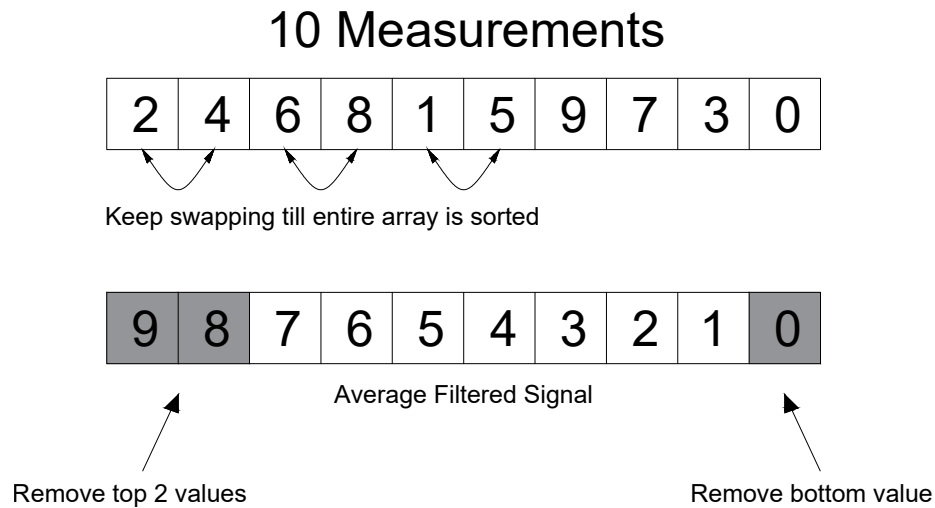 10 Measurements
2 4 6 8 1 5 9 7 3 0
Keep swapping till entire array is sorted
9 8 7 6 5 4 3 2 1 0
Average Filtered Signal
Remove top 2 values
Remove bottom value